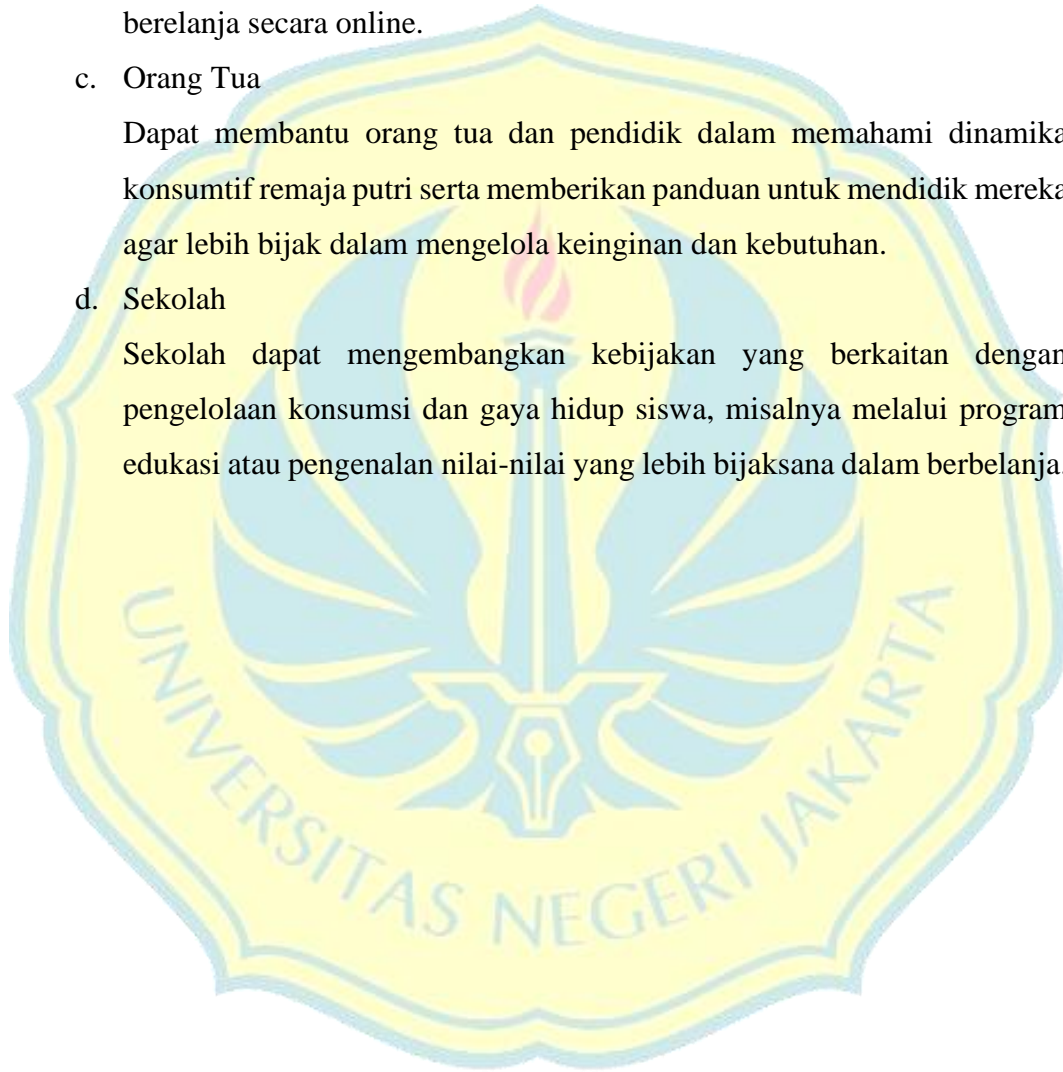 berelanja secara online.
c. Orang Tua
Dapat membantu orang tua dan pendidik dalam memahami dinamika
konsumtif remaja putri serta memberikan panduan untuk mendidik mereka
agar lebih bijak dalam mengelola keinginan dan kebutuhan.
d. Sekolah
Sekolah dapat mengembangkan kebijakan yang berkaitan dengan
pengelolaan konsumsi dan gaya hidup siswa, misalnya melalui program
edukasi atau pengenalan nilai-nilai yang lebih bijaksana dalam berbelanja.
UNIVERSITAS NEGERI JAKARTA